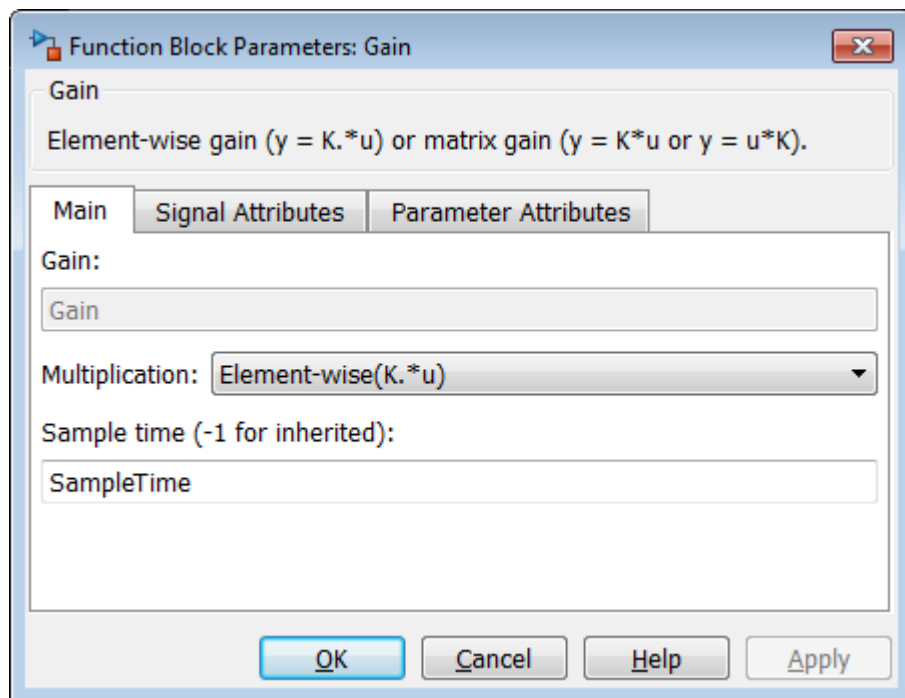 Function Block Parameters: Gain
Gain
Element-wise gain (y = K.*u) or matrix gain (y = K*u or y = u*K).
Main Signal Attributes Parameter Attributes
Gain:
Gain
Multiplication: Element-wise(K.*u)
Sample time (-1 for inherited):
SampleTime
OK Cancel Help Apply